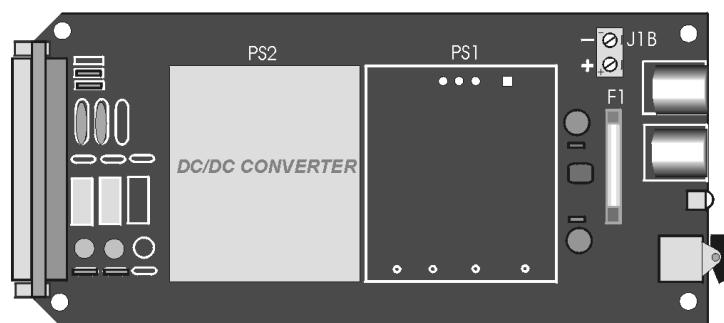 PS2
PS1
- J1B
+
F1
DC/DC CONVERTER